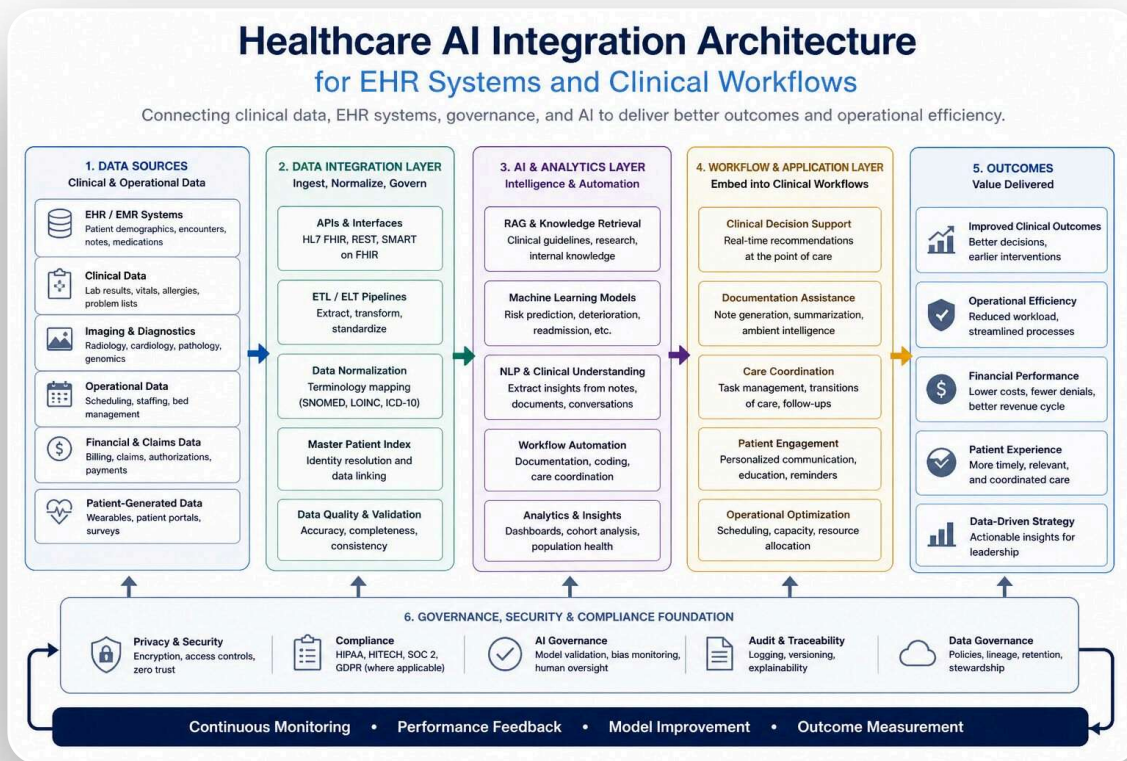 Healthcare AI Integration Architecture
for EHR Systems and Clinical Workflows
Connecting clinical data, EHR systems, governance, and AI to deliver better outcomes and operational efficiency.
1. DATA SOURCES
Clinical & Operational Data
EHR / EMR Systems
Patient demographics, encounters,
notes, medications
Clinical Data
Lab results, vitals, allergies,
problem lists
Imaging & Diagnostics
Radiology, cardiology, pathology,
genomics
Operational Data
Scheduling, staffing, bed
management
Financial & Claims Data
Billing, claims, authorizations,
payments
Patient-Generated Data
Wearables, patient portals,
surveys
2. DATA INTEGRATION LAYER
Ingest, Normalize, Govern
APIs & Interfaces
HL7 FHIR, REST, SMART
on FHIR
ETL / ELT Pipelines
Extract, transform,
standardize
Data Normalization
Terminology mapping
(SNOMED, LOINC, ICD-10)
Master Patient Index
Identity resolution and
data linking
Data Quality & Validation
Accuracy, completeness,
consistency
3. AI & ANALYTICS LAYER
Intelligence & Automation
RAG & Knowledge Retrieval
Clinical guidelines, research,
internal knowledge
Machine Learning Models
Risk prediction, deterioration,
readmission, etc.
NLP & Clinical Understanding
Extract insights from notes,
documents, conversations
Workflow Automation
Documentation, coding,
care coordination
Analytics & Insights
Dashboards, cohort analysis,
population health
4. WORKFLOW & APPLICATION LAYER
Embed into Clinical Workflows
Clinical Decision Support
Real-time recommendations
at the point of care
Documentation Assistance
Note generation, summarization,
ambient intelligence
Care Coordination
Task management, transitions
of care, follow-ups
Patient Engagement
Personalized communication,
education, reminders
Operational Optimization
Scheduling, capacity, resource
allocation
5. OUTCOMES
Value Delivered
Improved Clinical Outcomes
Better decisions,
earlier interventions
Operational Efficiency
Reduced workload,
streamlined processes
$
Financial Performance
Lower costs, fewer denials,
better revenue cycle
Patient Experience
More timely, relevant,
and coordinated care
Data-Driven Strategy
Actionable insights for
leadership
6. GOVERNANCE, SECURITY & COMPLIANCE FOUNDATION
Privacy & Security
Encryption, access controls,
zero trust
Compliance
HIPAA, HITECH, SOC 2,
GDPR (where applicable)
AI Governance
Model validation, bias monitoring,
human oversight
Audit & Traceability
Logging, versioning,
explainability
Data Governance
Policies, lineage, retention,
stewardship
Continuous Monitoring • Performance Feedback • Model Improvement • Outcome Measurement